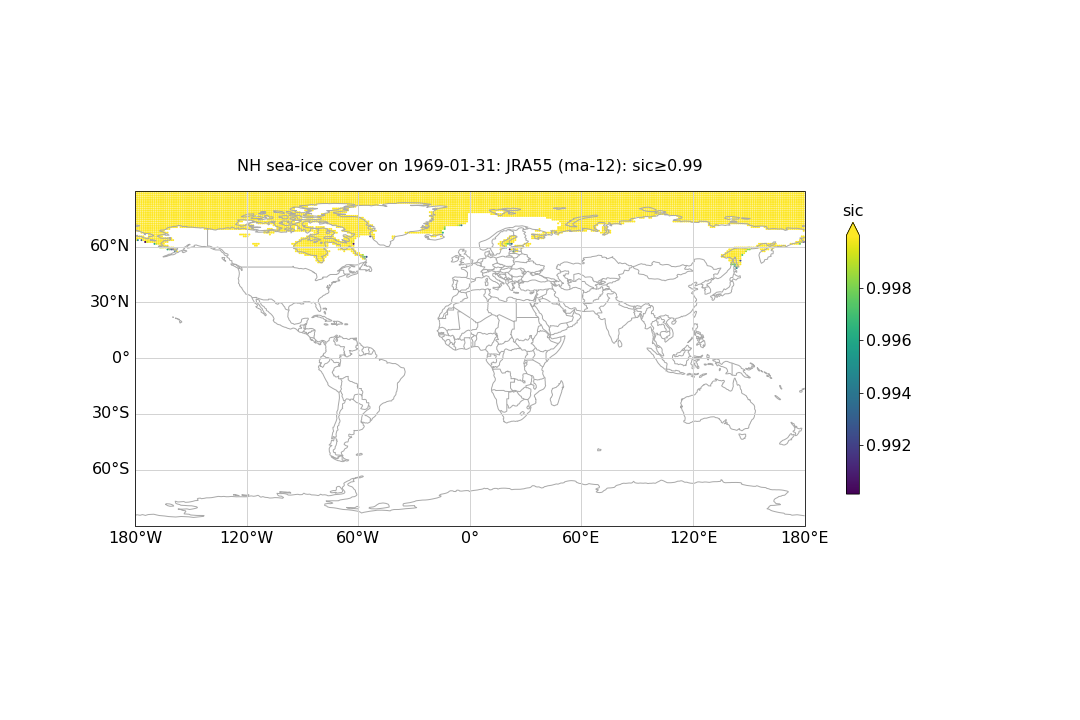 NH sea-ice cover on 1969-01-31: JRA55 (ma-12): sic≥0.99
sic
60°N
30°N
0°
30°S
60°S
0.998
0.996
0.994
0.992
180°W
120°W
60°W
0°
60°E
120°E
180°E